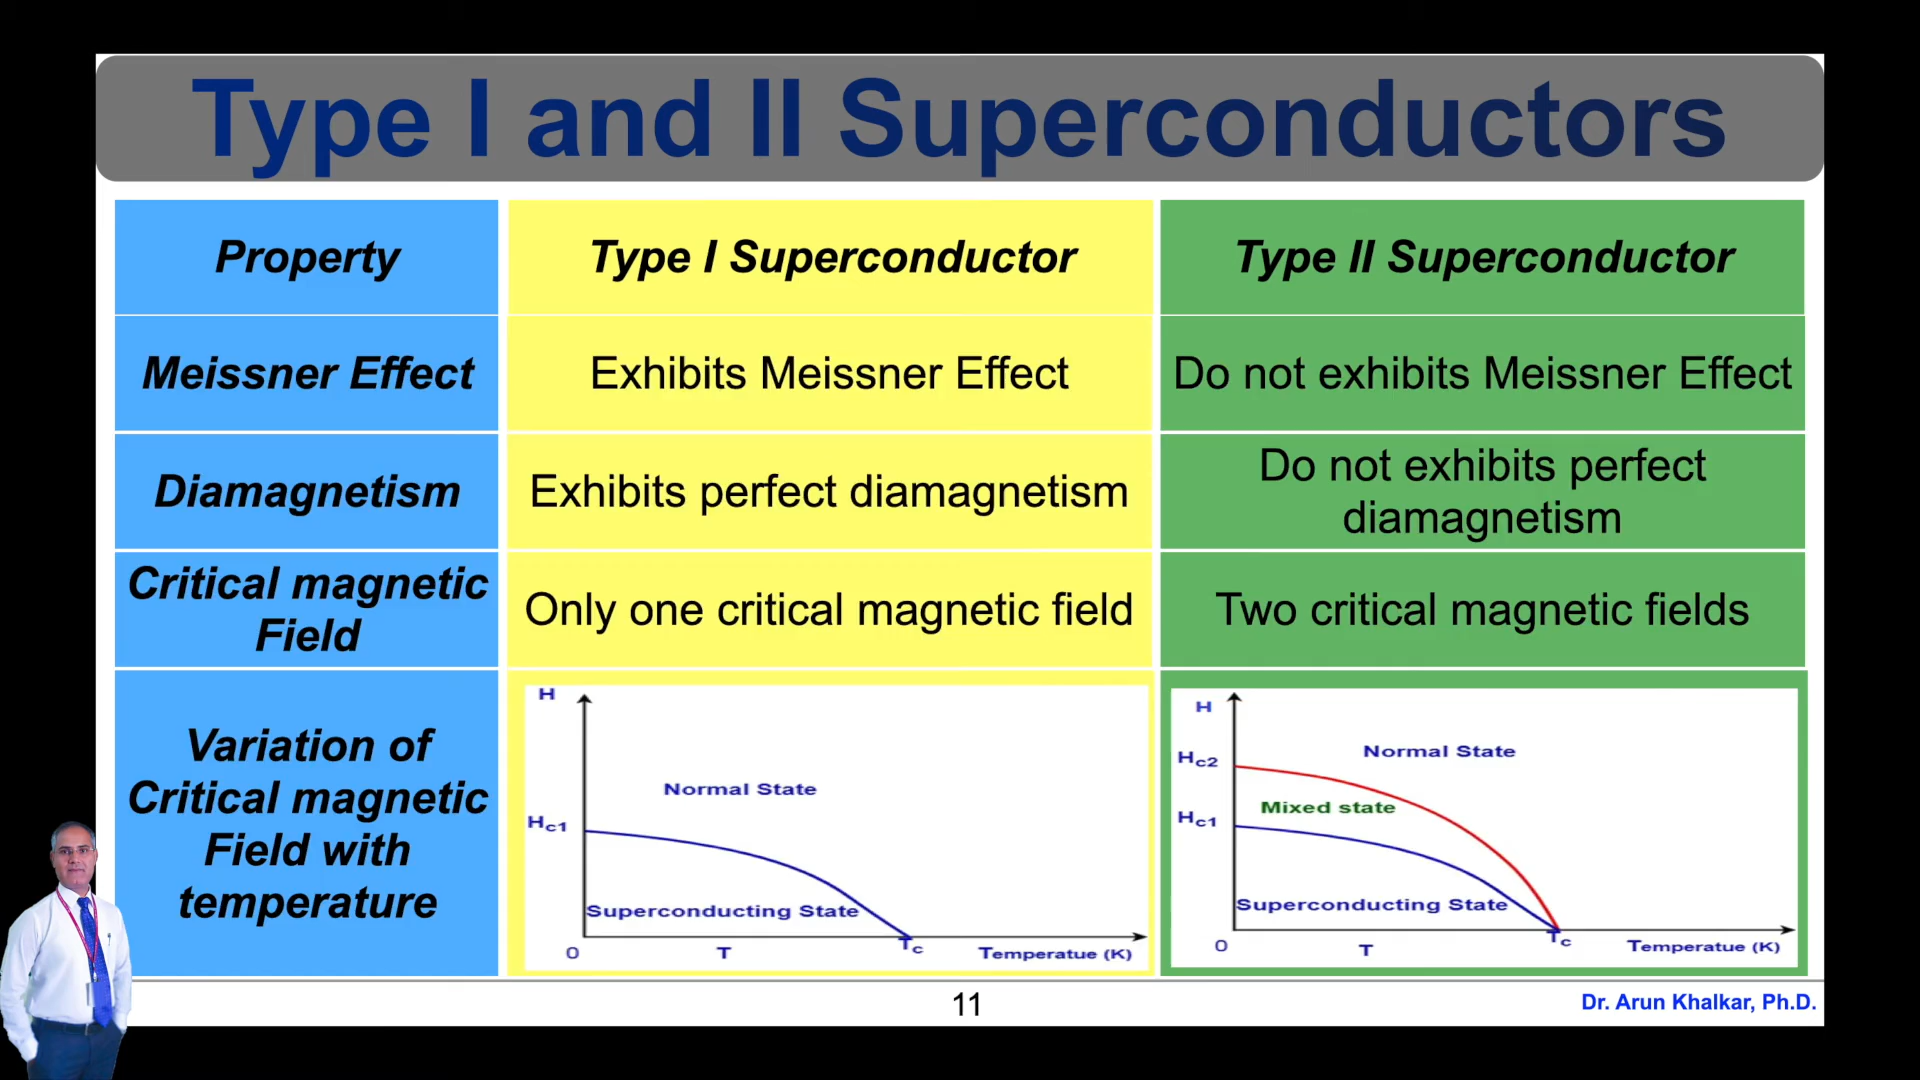 Type I and II Superconductors
Property
Type I Superconductor
Type II Superconductor
Meissner Effect
Exhibits Meissner Effect
Do not exhibits Meissner Effect
Diamagnetism
Exhibits perfect diamagnetism
Do not exhibits perfect
diamagnetism
Critical magnetic
Field
Only one critical magnetic field
Two critical magnetic fields
Variation of
Critical magnetic
Field with
temperature
H
Normal State
Hc1
Superconducting State
0
T
Tc
Temperatue (K)
H
Normal State
Hc2
Mixed state
Hc1
Superconducting State
0
T
Tc
Temperatue (K)
11
Dr. Arun Khalkar, Ph.D.